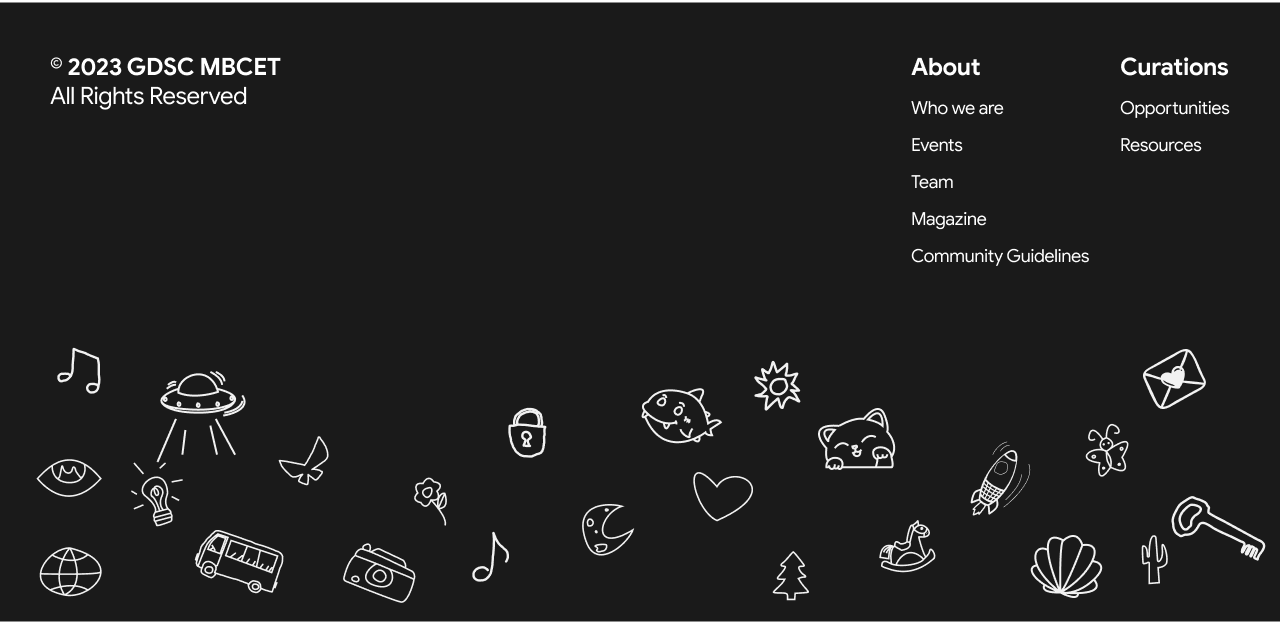 © 2023 GDSC MBCET
All Rights Reserved
About
Who we are
Events
Team
Magazine
Community Guidelines
Curations
Opportunities
Resources